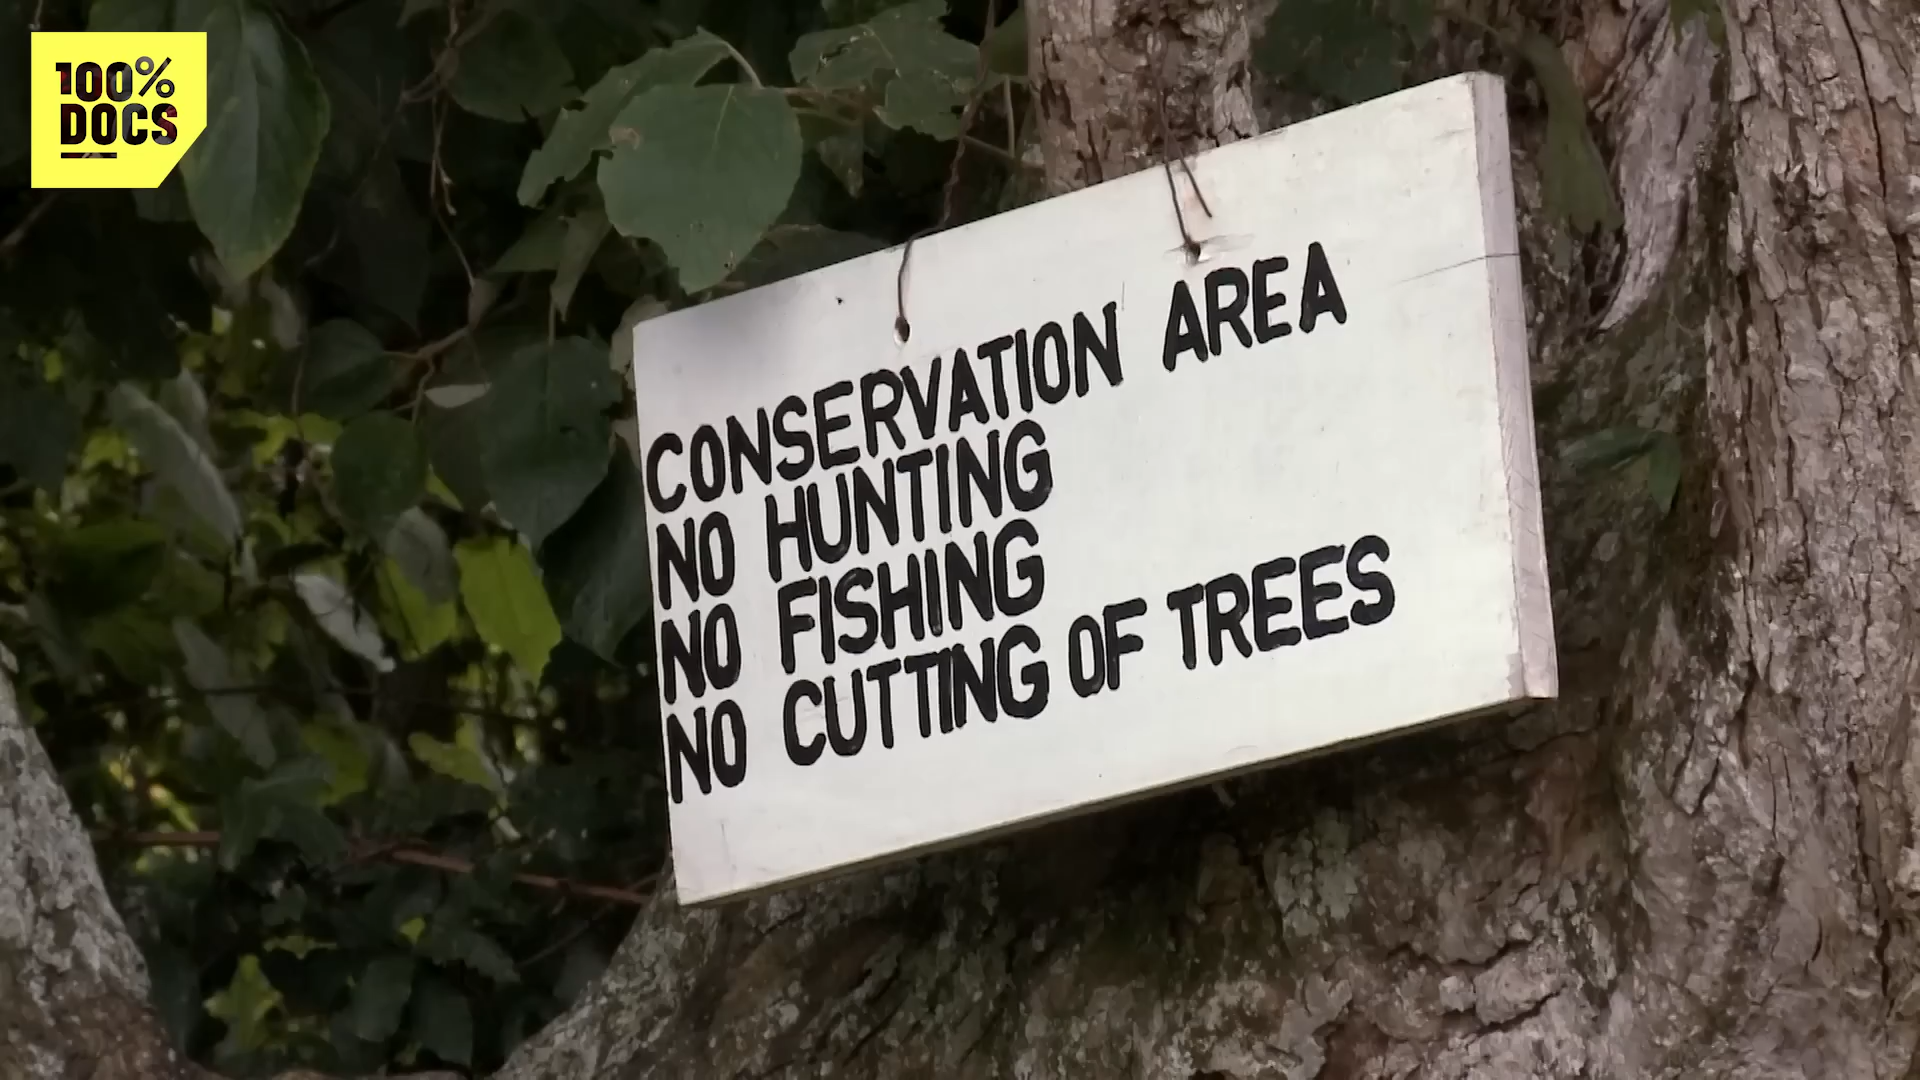 100%
DOCS
CONSERVATION AREA
NO HUNTING
NO FISHING
NO CUTTING OF TREES